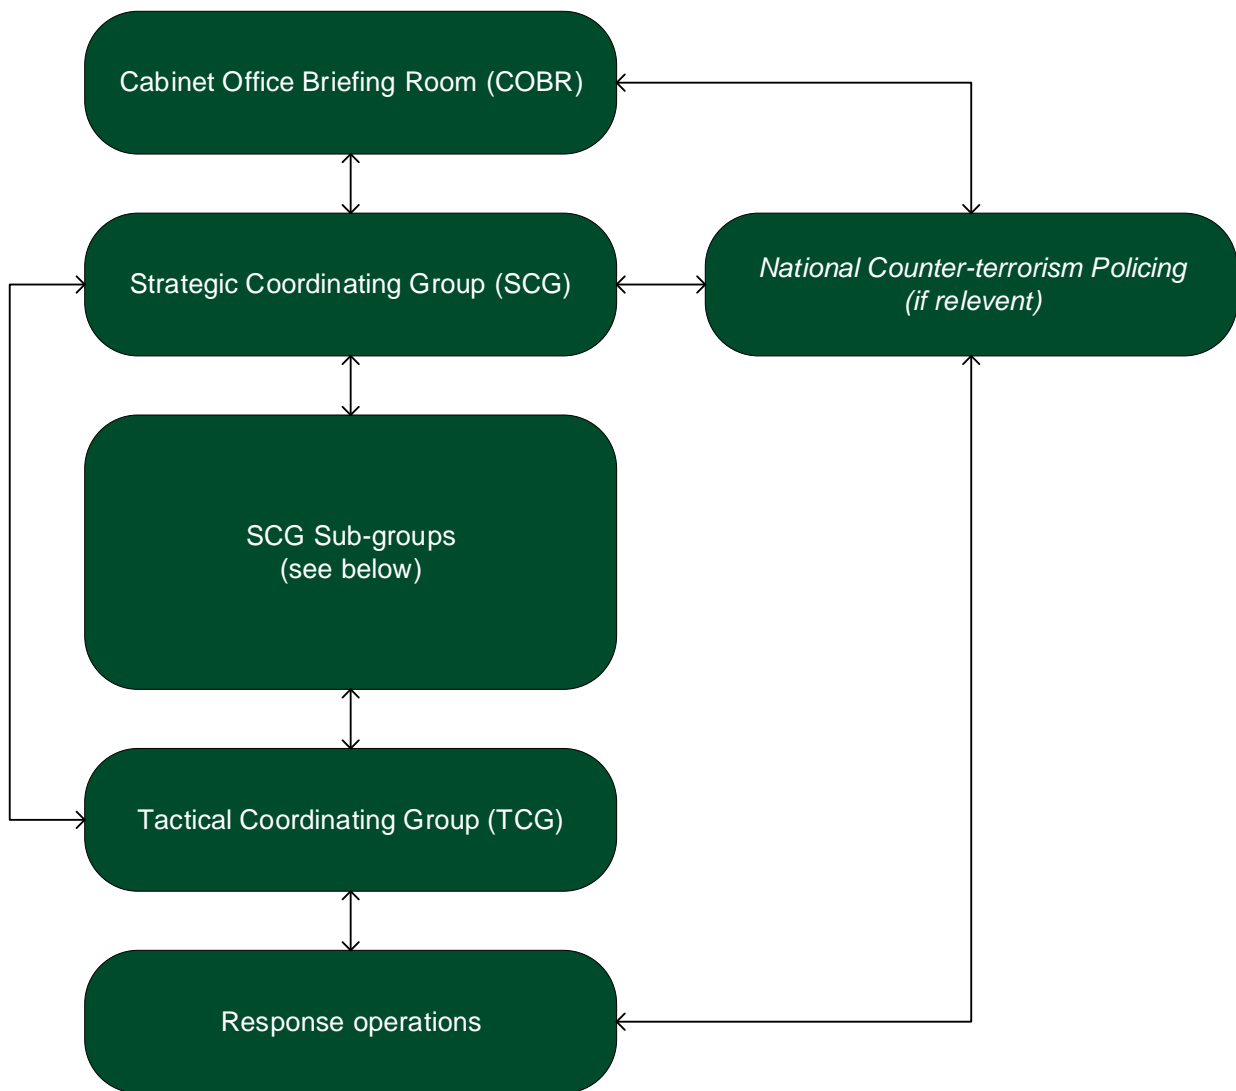 Cabinet Office Briefing Room (COBR)
Strategic Coordinating Group (SCG)
National Counter-terrorism Policing
(if relevent)
SCG Sub-groups
(see below)
Tactical Coordinating Group (TCG)
Response operations